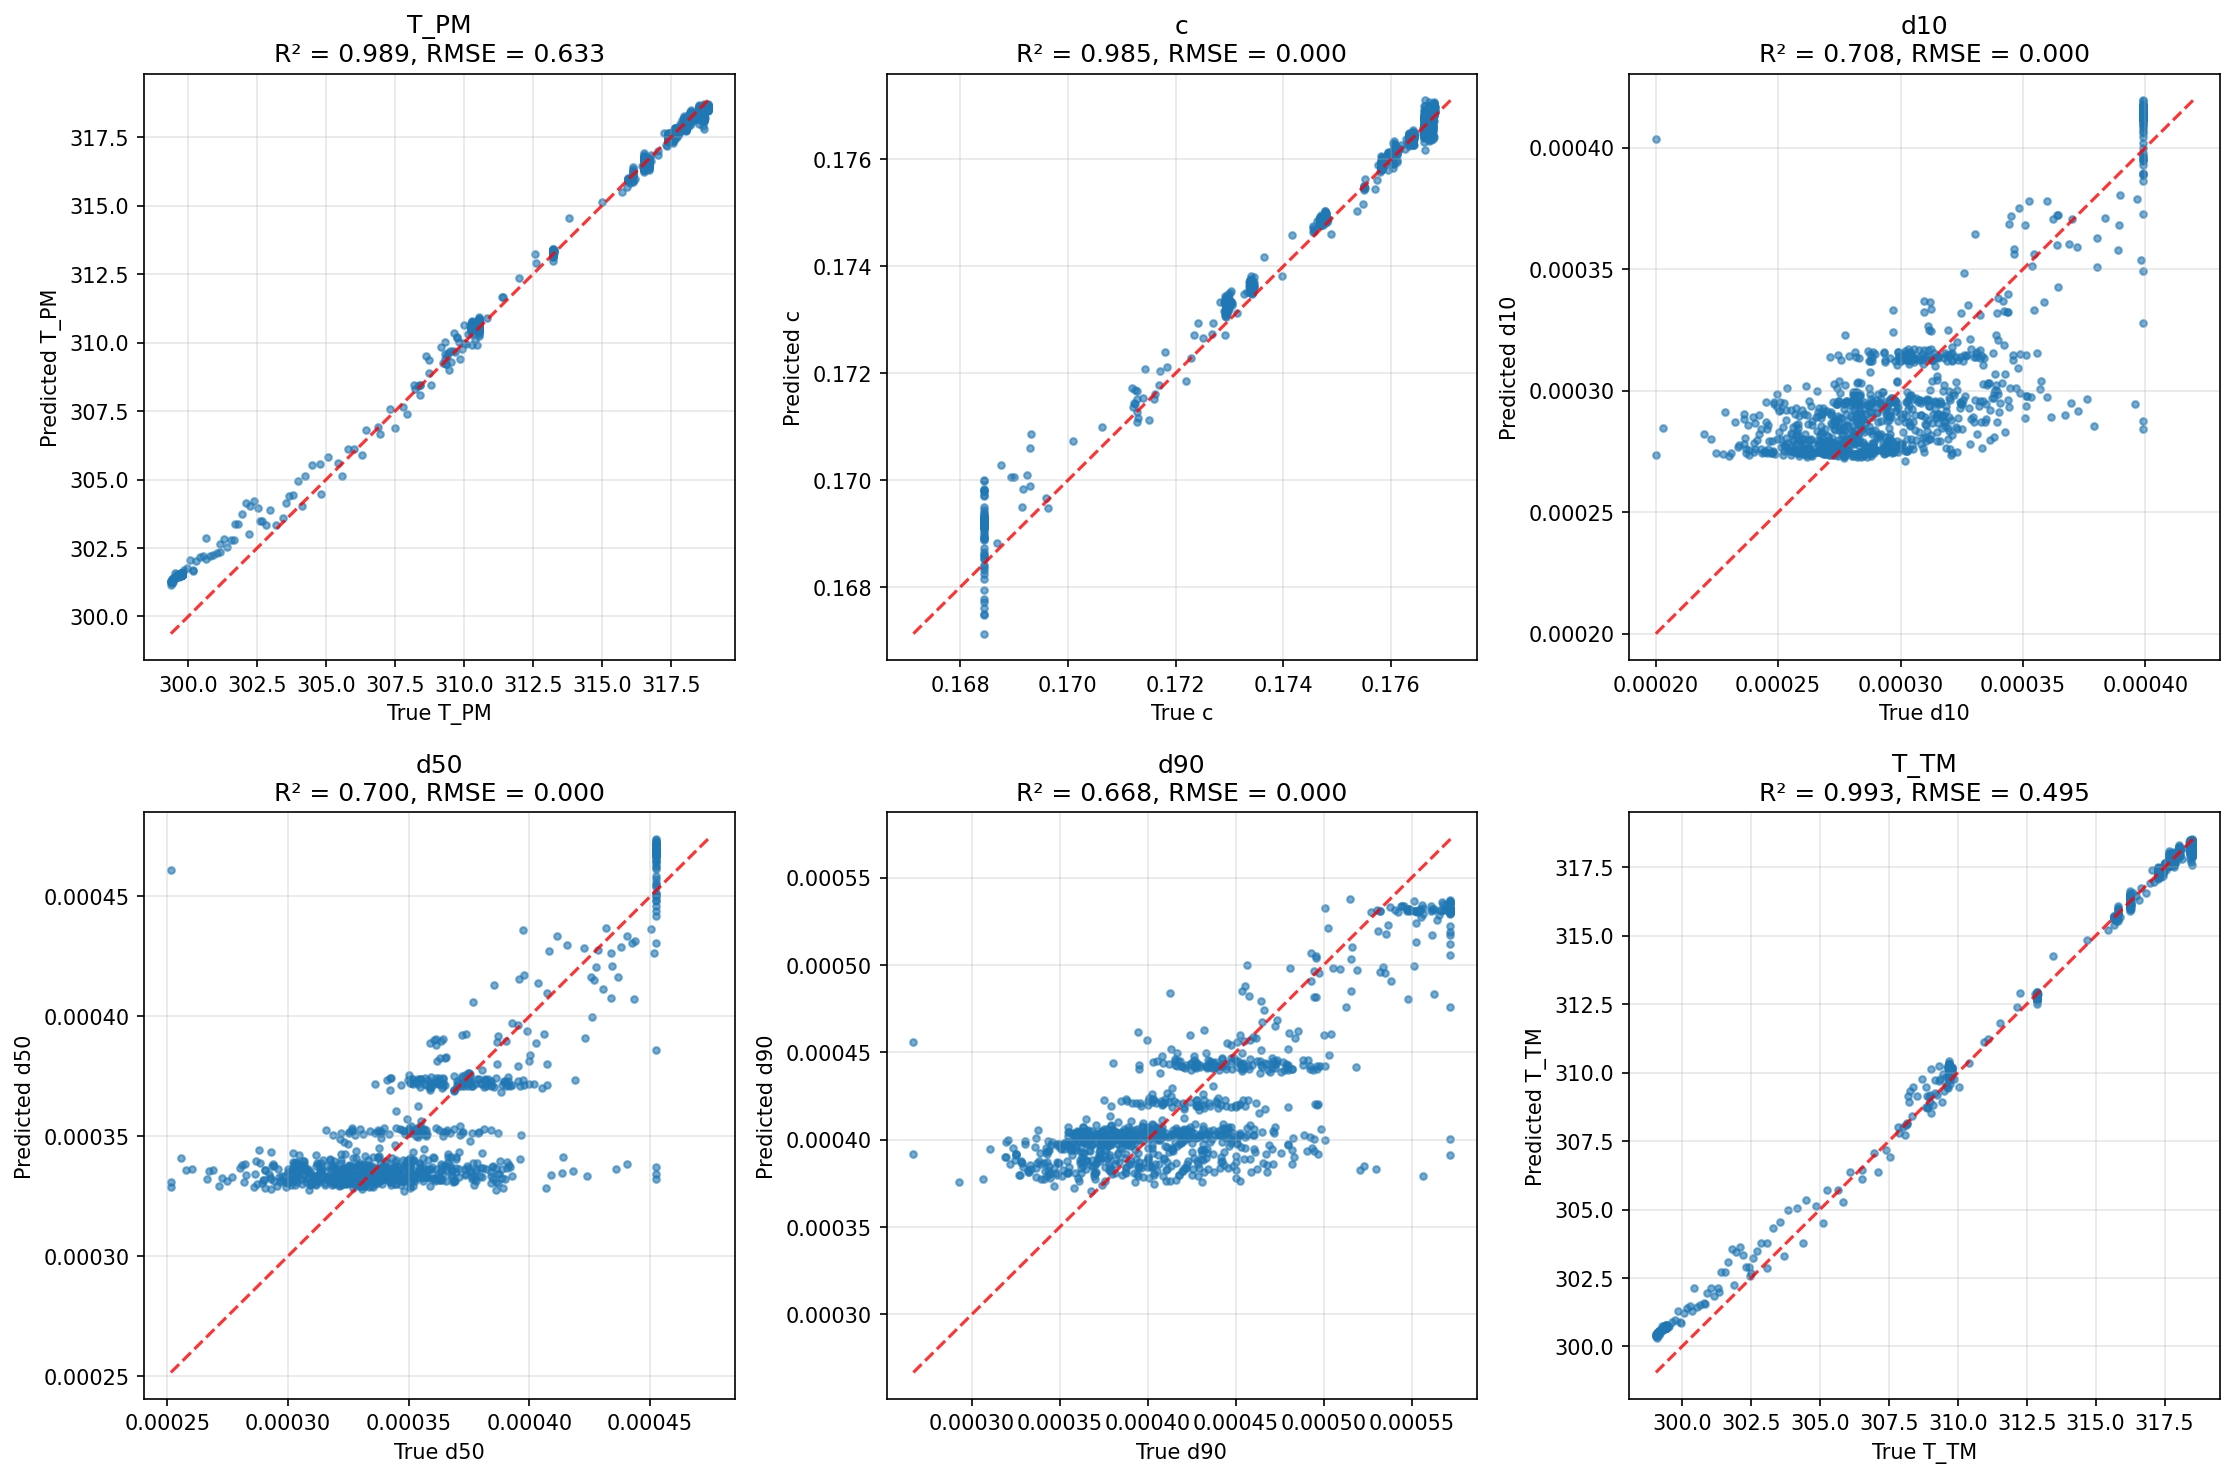 T_PM
R² = 0.989, RMSE = 0.633
Predicted T_PM
317.5
315.0
312.5
310.0
307.5
305.0
302.5
300.0
300.0 302.5 305.0 307.5 310.0 312.5 315.0 317.5
True T_PM
c
R² = 0.985, RMSE = 0.000
Predicted c
0.176
0.174
0.172
0.170
0.168
0.168 0.170 0.172 0.174 0.176
True c
d10
R² = 0.708, RMSE = 0.000
Predicted d10
0.00040
0.00035
0.00030
0.00025
0.00020
0.00020 0.00025 0.00030 0.00035 0.00040
True d10
d50
R² = 0.700, RMSE = 0.000
Predicted d50
0.00045
0.00040
0.00035
0.00030
0.00025
0.00025 0.00030 0.00035 0.00040 0.00045
True d50
d90
R² = 0.668, RMSE = 0.000
Predicted d90
0.00055
0.00050
0.00045
0.00040
0.00035
0.00030
0.00030 0.00035 0.00040 0.00045 0.00050 0.00055
True d90
T_TM
R² = 0.993, RMSE = 0.495
Predicted T_TM
317.5
315.0
312.5
310.0
307.5
305.0
302.5
300.0
300.0 302.5 305.0 307.5 310.0 312.5 315.0 317.5
True T_TM